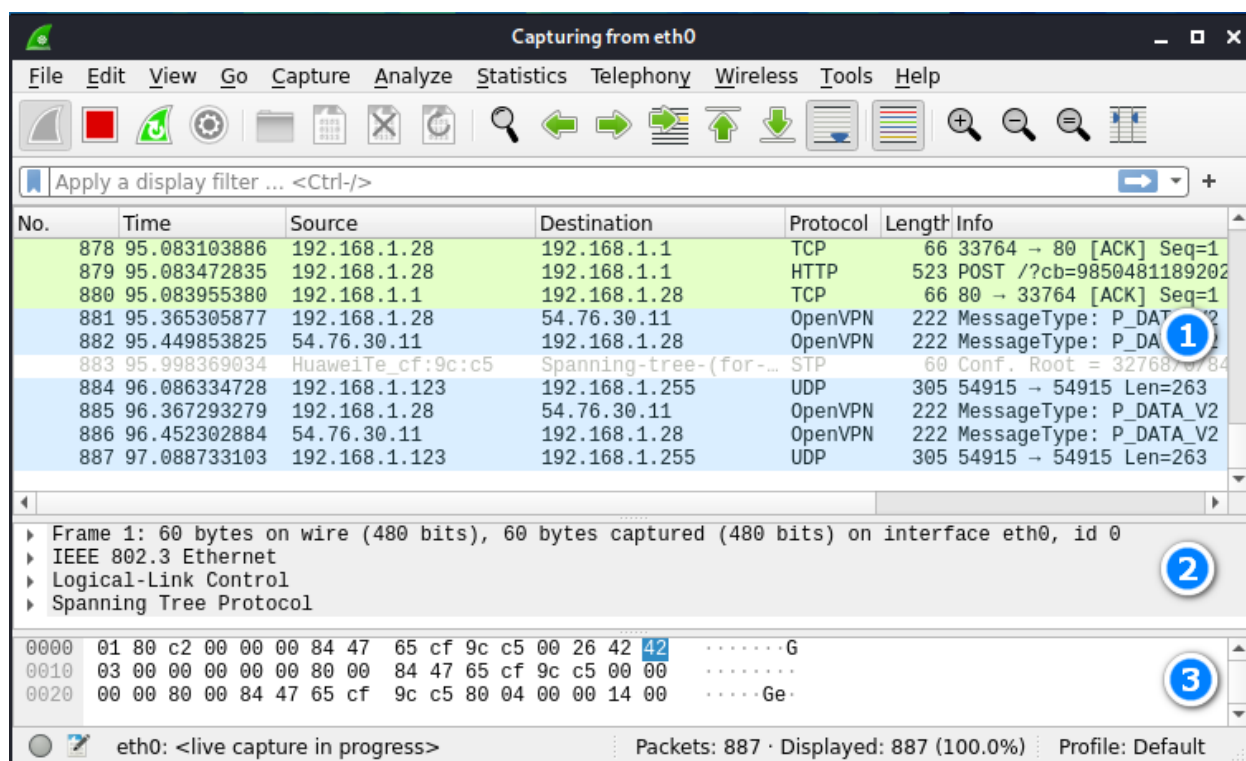 Capturing from eth0
File Edit View Go Capture Analyze Statistics Telephony Wireless Tools Help
Apply a display filter ... <Ctrl-/>
+
No. Time Source Destination Protocol Length Info
878 95.083103886 192.168.1.28 192.168.1.1 TCP 66 33764 → 80 [ACK] Seq=1
879 95.083472835 192.168.1.28 192.168.1.1 HTTP 523 POST /?cb=9850481189202
880 95.083955380 192.168.1.1 192.168.1.28 TCP 66 80 → 33764 [ACK] Seq=1
881 95.365305877 192.168.1.28 54.76.30.11 OpenVPN 222 MessageType: P_DAT V2
882 95.449853825 54.76.30.11 192.168.1.28 OpenVPN 222 MessageType: P_DA V2
1
883 95.998369034 HuaweiTe_cf:9c:c5 Spanning-tree-(for-… STP 60 Conf. Root = 32768/0/84
884 96.086334728 192.168.1.123 192.168.1.255 UDP 305 54915 → 54915 Len=263
885 96.367293279 192.168.1.28 54.76.30.11 OpenVPN 222 MessageType: P_DATA_V2
886 96.452302884 54.76.30.11 192.168.1.28 OpenVPN 222 MessageType: P_DATA_V2
887 97.088733103 192.168.1.123 192.168.1.255 UDP 305 54915 → 54915 Len=263
Frame 1: 60 bytes on wire (480 bits), 60 bytes captured (480 bits) on interface eth0, id 0
IEEE 802.3 Ethernet
2
Logical-Link Control
Spanning Tree Protocol
0000 01 80 c2 00 00 00 84 47 65 cf 9c c5 00 26 42 42 ·······G
0010 03 00 00 00 00 00 80 00 84 47 65 cf 9c c5 00 00 ········
3
0020 00 00 80 00 84 47 65 cf 9c c5 80 04 00 00 14 00 ·····Ge·
eth0: <live capture in progress> Packets: 887 · Displayed: 887 (100.0%) Profile: Default